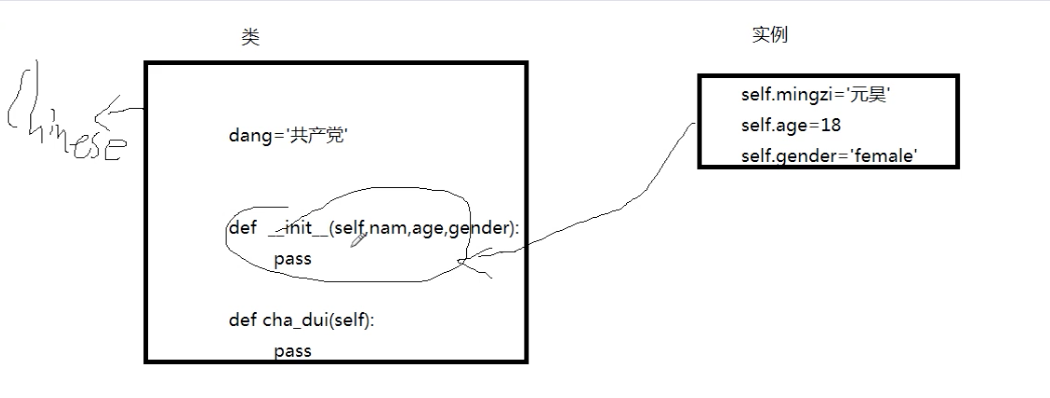 类
实例
Chinese
dang='共产党'
def __init__(self,nam,age,gender):
pass
def cha_dui(self):
pass
self.mingzi='元昊'
self.age=18
self.gender='female'